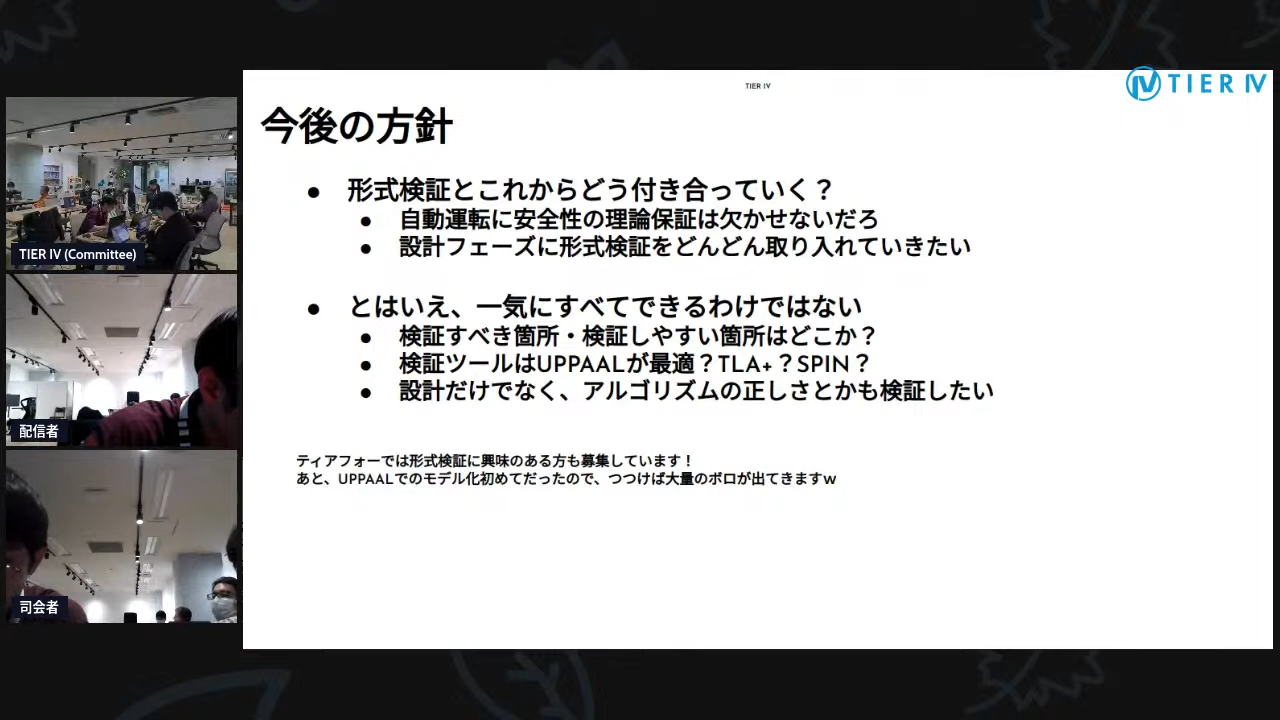 TIER IV
TIER IV
今後の方針
● 形式検証とこれからどう付き合っていく？
● 自動運転に安全性の理論保証は欠かせないだろ
● 設計フェーズに形式検証をどんどん取り入れていきたい
● とはいえ、一気にすべてできるわけではない
● 検証すべき箇所・検証しやすい箇所はどこか？
● 検証ツールはUPPAALが最適？TLA+？SPIN？
● 設計だけでなく、アルゴリズムの正しさとかも検証したい
ティアフォーでは形式検証に興味のある方も募集しています！
あと、UPPAALでのモデル化初めてだったので、つつけば大量のボロが出てきますw
TIER IV (Committee)
配信者
司会者